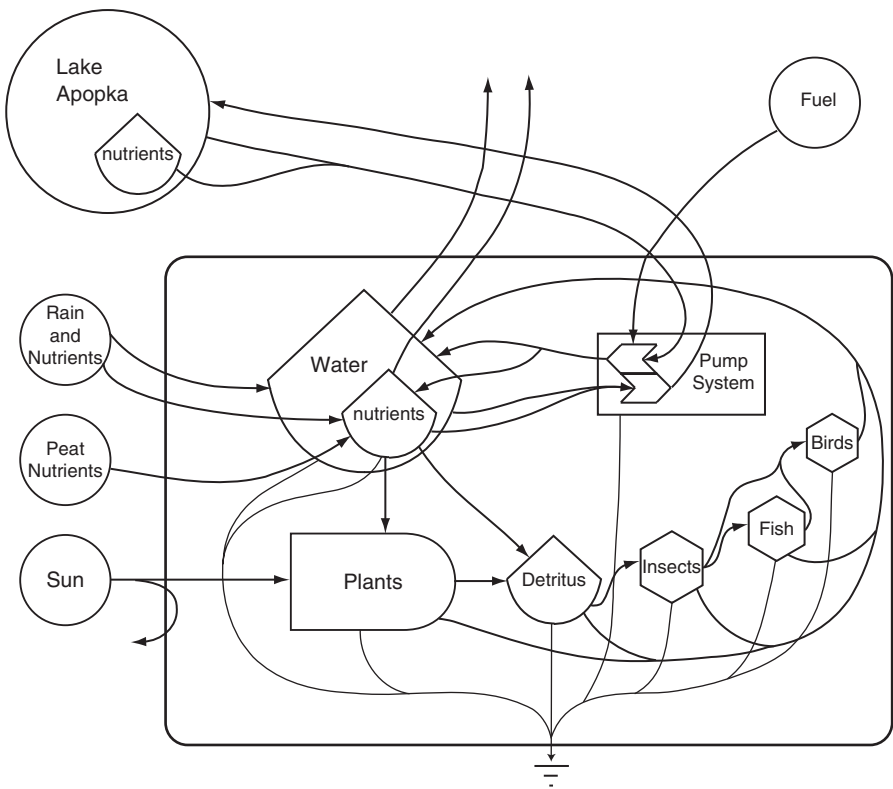 Lake
Apopka
nutrients
Fuel
Rain
and
Nutrients
Water
nutrients
Pump
System
Peat
Nutrients
Birds
Fish
Sun
Plants
Detritus
Insects